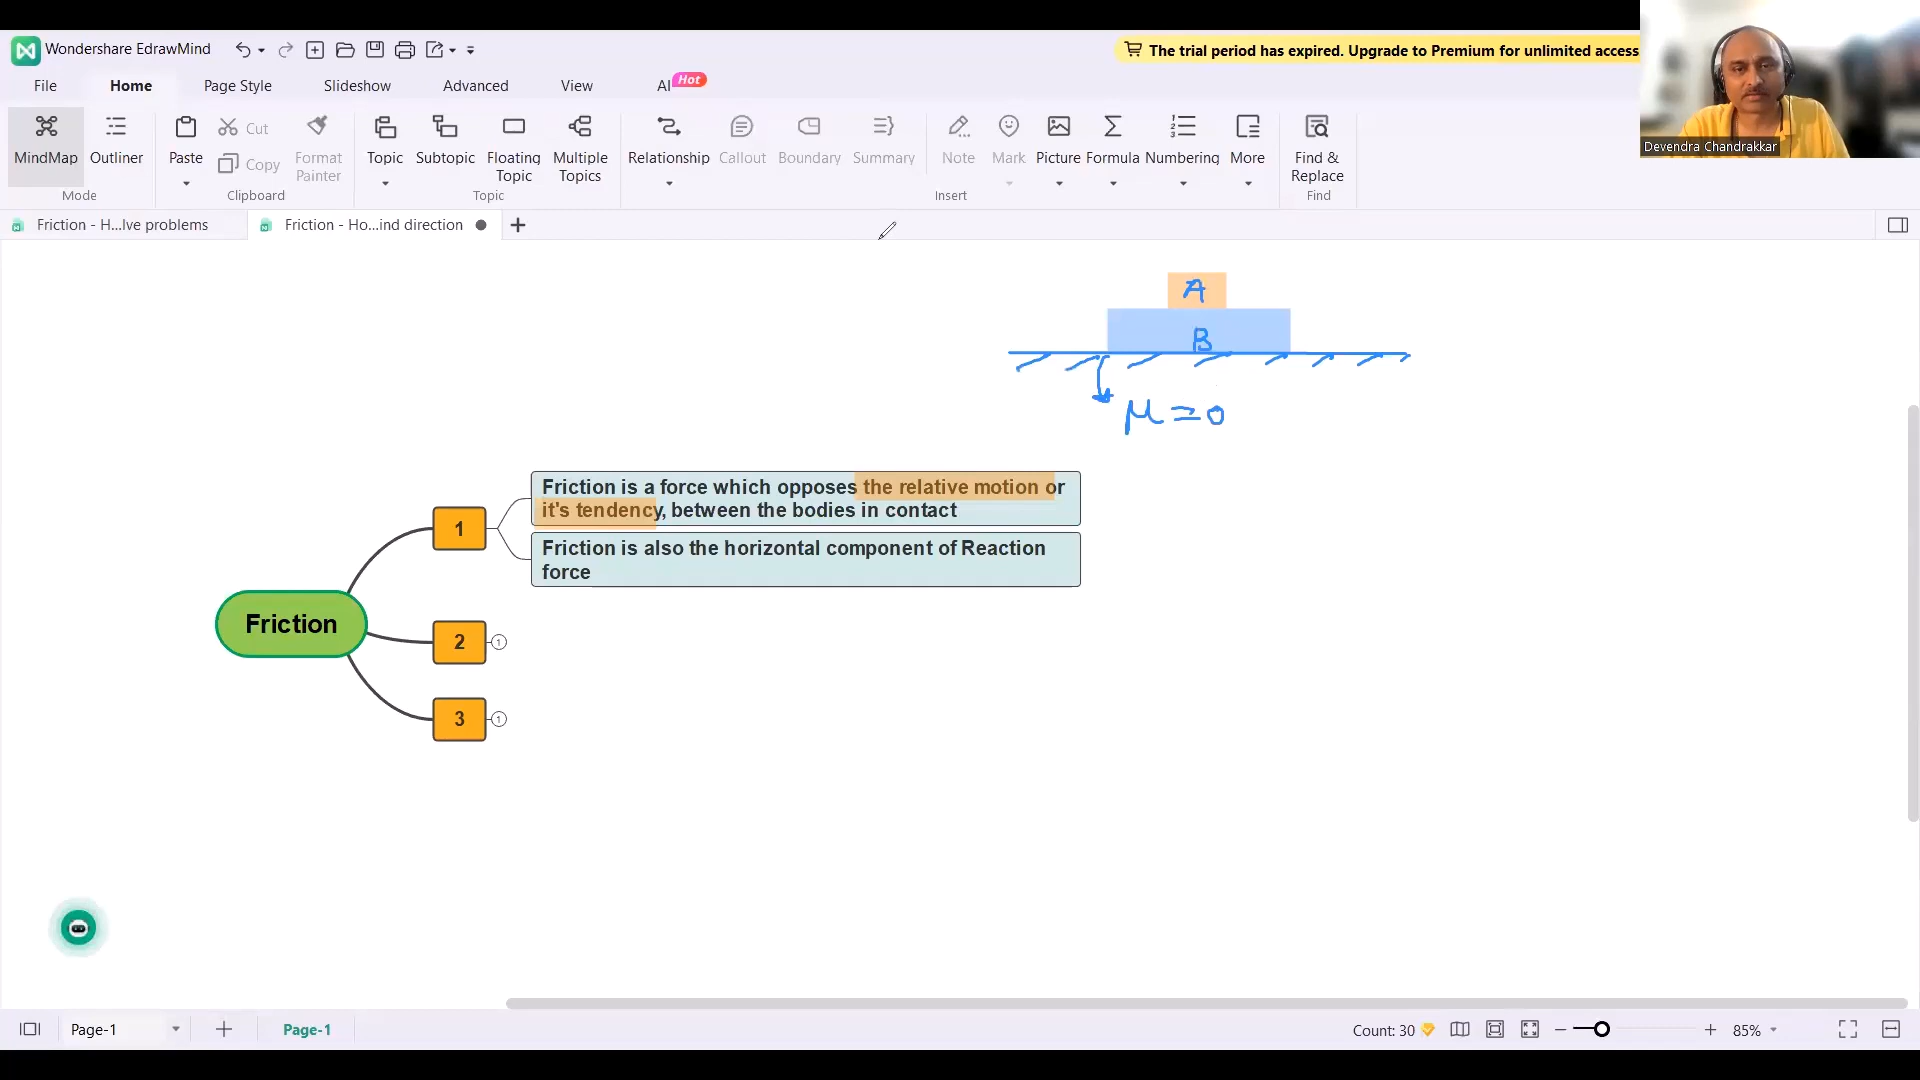 Wondershare EdrawMind
The trial period has expired. Upgrade to Premium for unlimited access
File Home Page Style Slideshow Advanced View AI Hot
MindMap Outliner Paste Cut Copy Format Painter Topic Subtopic Floating Topic Multiple Topics Relationship Callout Boundary Summary Note Mark Picture Formula Numbering More Find & Replace
Mode Clipboard Topic Insert Find
Devendra Chandrakkar
Friction - H...lve problems Friction - Ho...ind direction
A
B
μ = 0
Friction is a force which opposes the relative motion or
it's tendency, between the bodies in contact
1
Friction is also the horizontal component of Reaction
force
Friction
2 1
3 1
Page-1 Page-1 Count: 30 85%